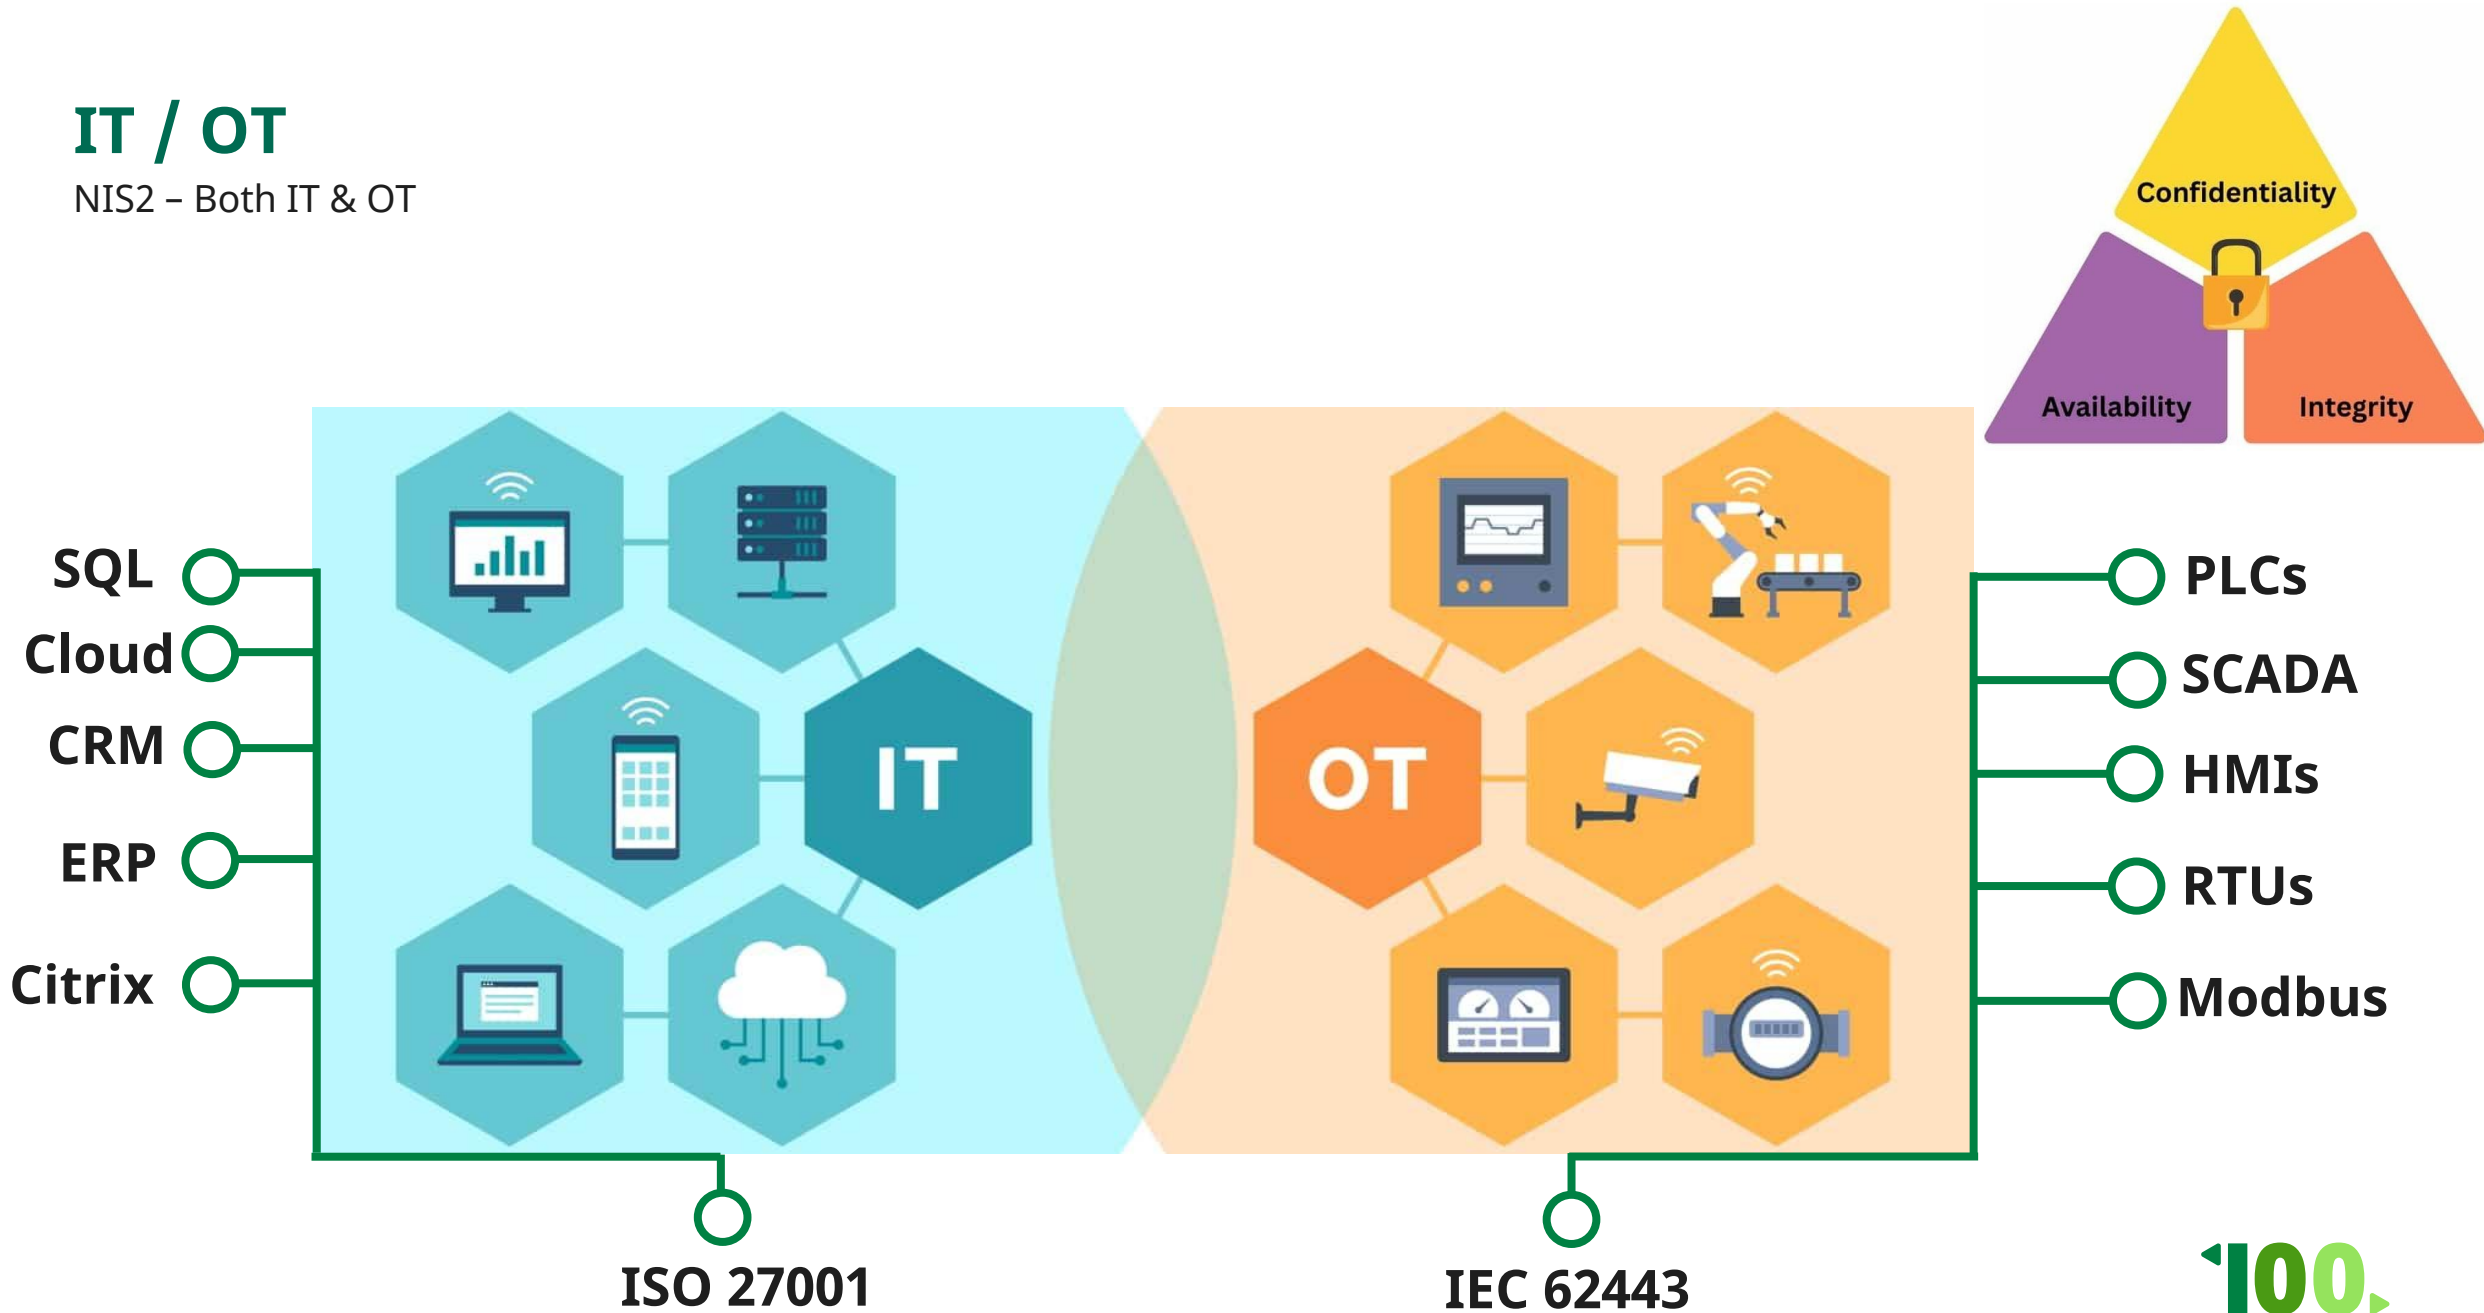 IT / OT
NIS2 – Both IT & OT
Confidentiality
Availability
Integrity
SQL
Cloud
CRM
ERP
Citrix
IT
OT
PLCs
SCADA
HMIs
RTUs
Modbus
ISO 27001
IEC 62443
100